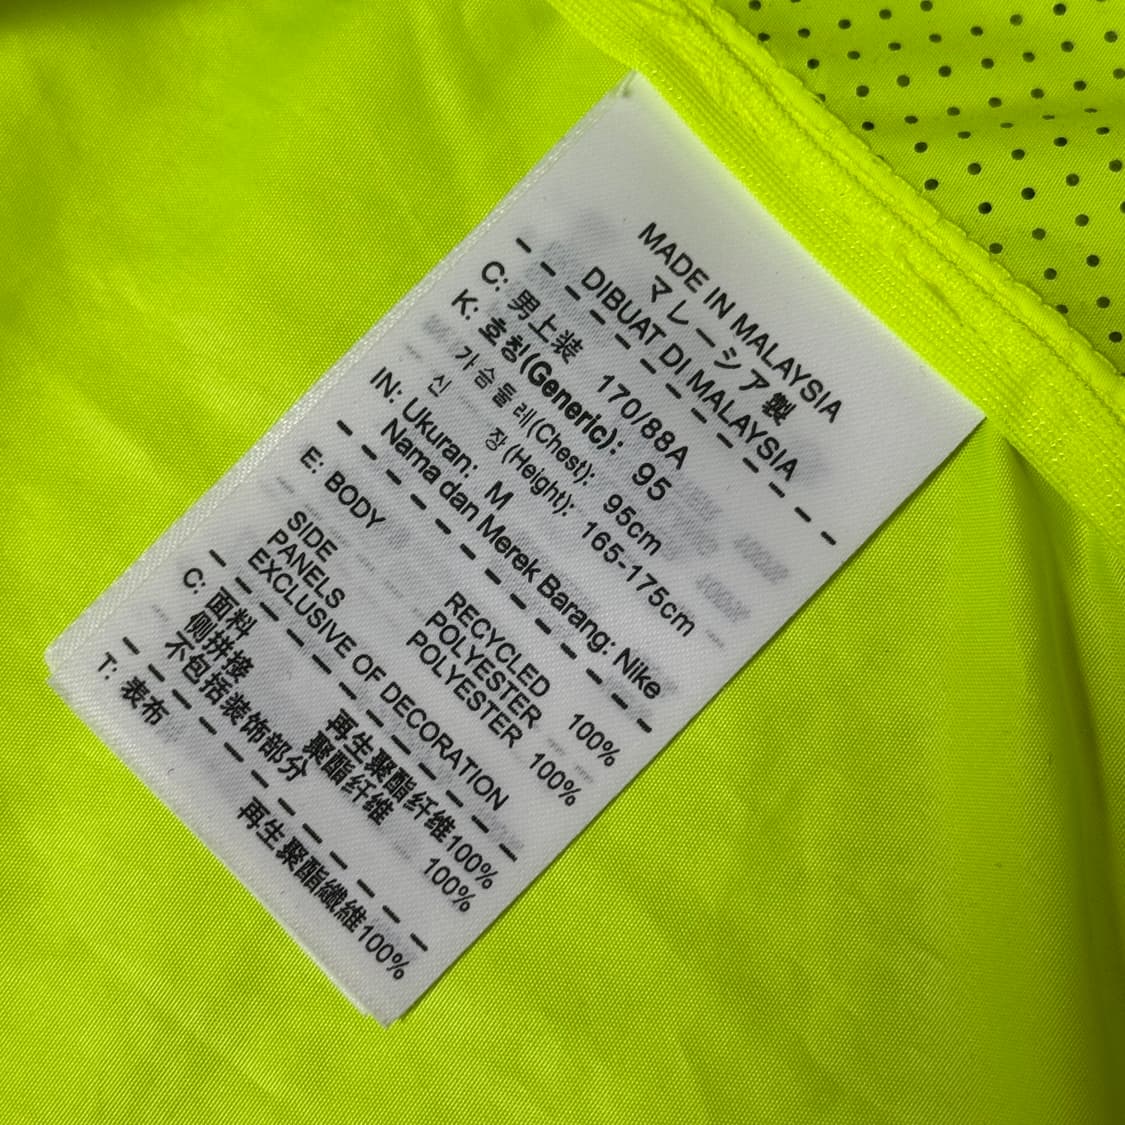 MADE IN MALAYSIA
マレーシア製
DIBUAT DI MALAYSIA
C: 男上装 170/88A
K: 호칭(Generic): 95
가슴둘레(Chest): 95cm
신장(Height): 165-175cm
IN: Ukuran: M
Nama dan Merek Barang: Nike
E: BODY RECYCLED
POLYESTER 100%
SIDE POLYESTER 100%
PANELS
EXCLUSIVE OF DECORATION
C: 面料 再生聚酯纤维100%
侧拼接 聚酯纤维 100%
不包括装饰部分
T: 表布 再生聚酯纖維100%